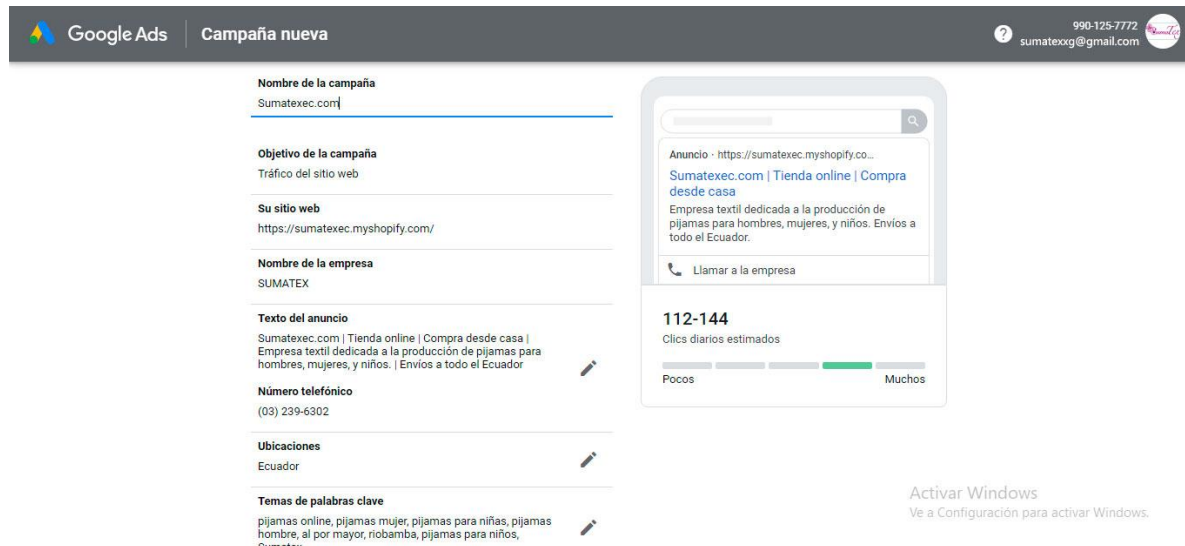 Google Ads
Campaña nueva
990-125-7772
sumatexxg@gmail.com
Nombre de la campaña
Sumatexec.com
Objetivo de la campaña
Tráfico del sitio web
Su sitio web
https://sumatexec.myshopify.com/
Nombre de la empresa
SUMATEX
Texto del anuncio
Sumatexec.com | Tienda online | Compra desde casa |
Empresa textil dedicada a la producción de pijamas para
hombres, mujeres, y niños. | Envíos a todo el Ecuador
Número telefónico
(03) 239-6302
Ubicaciones
Ecuador
Temas de palabras clave
pijamas online, pijamas mujer, pijamas para niñas, pijamas
hombre, al por mayor, riobamba, pijamas para niños,
Sumatex
Anuncio · https://sumatexec.myshopify.co...
Sumatexec.com | Tienda online | Compra
desde casa
Empresa textil dedicada a la producción de
pijamas para hombres, mujeres, y niños. Envíos a
todo el Ecuador.
Llamar a la empresa
112-144
Clics diarios estimados
Pocos
Muchos
Activar Windows
Ve a Configuración para activar Windows.